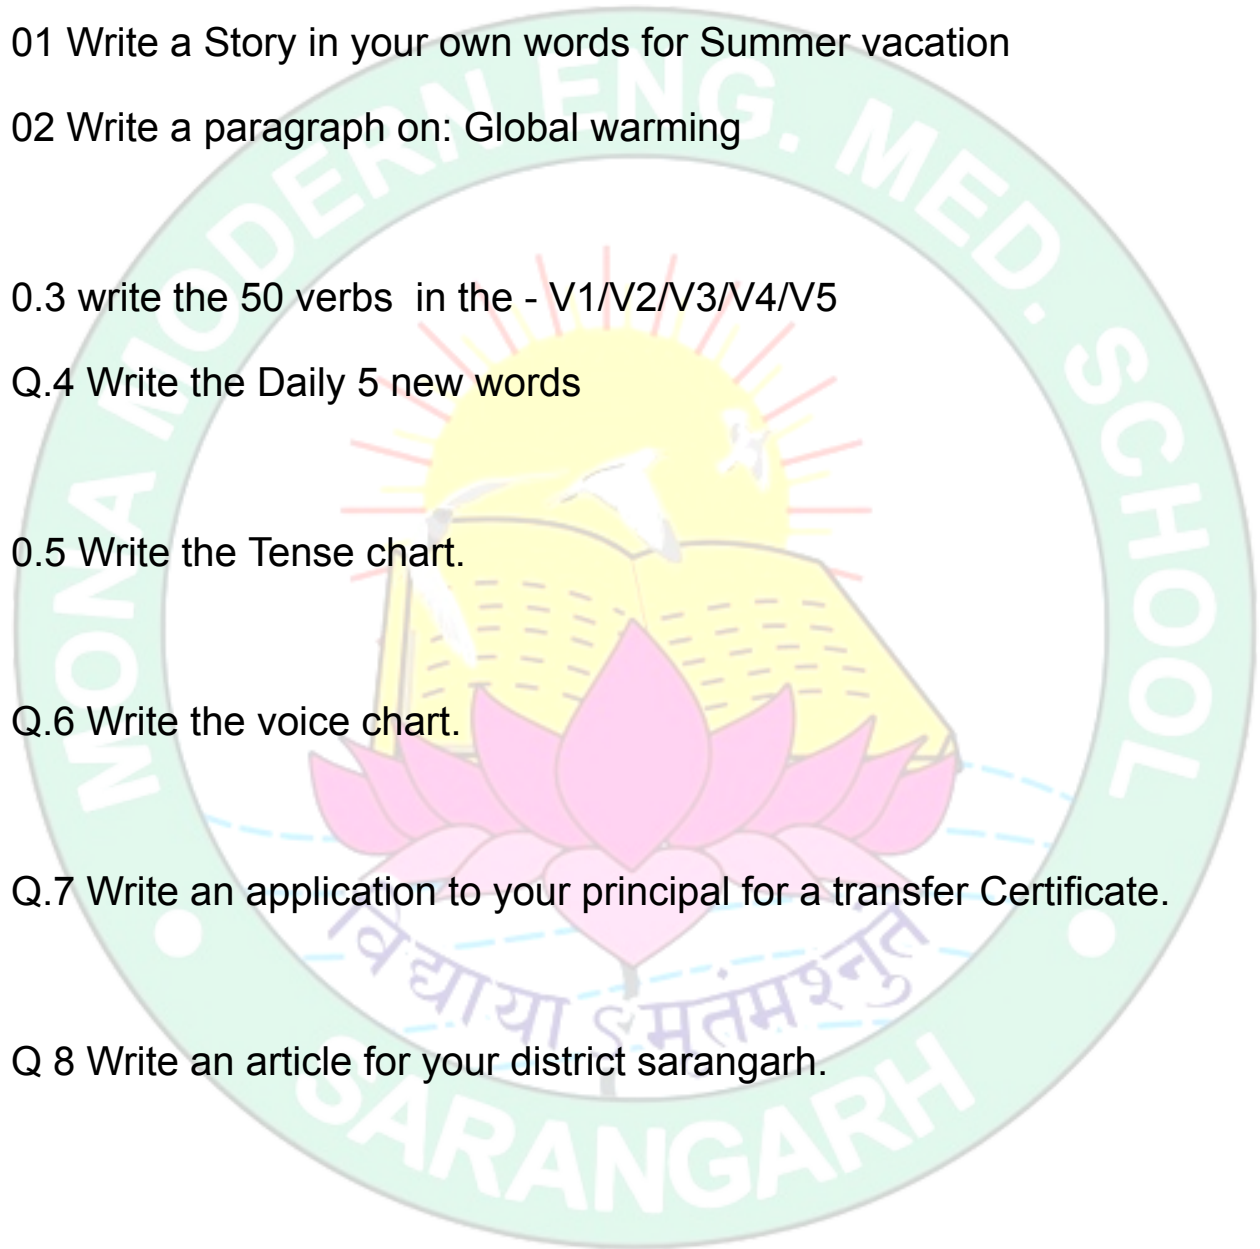 01 Write a Story in your own words for Summer vacation
02 Write a paragraph on: Global warming
0.3 write the 50 verbs  in the - V1/V2/V3/V4/V5
Q.4 Write the Daily 5 new words
0.5 Write the Tense chart.
Q.6 Write the voice chart.
Q.7 Write an application to your principal for a transfer Certificate.
Q 8 Write an article for your district sarangarh.
MONA MODERN ENG. MED. SCHOOL
विद्याया ऽ मृतंमश्नुते
SARANGARH